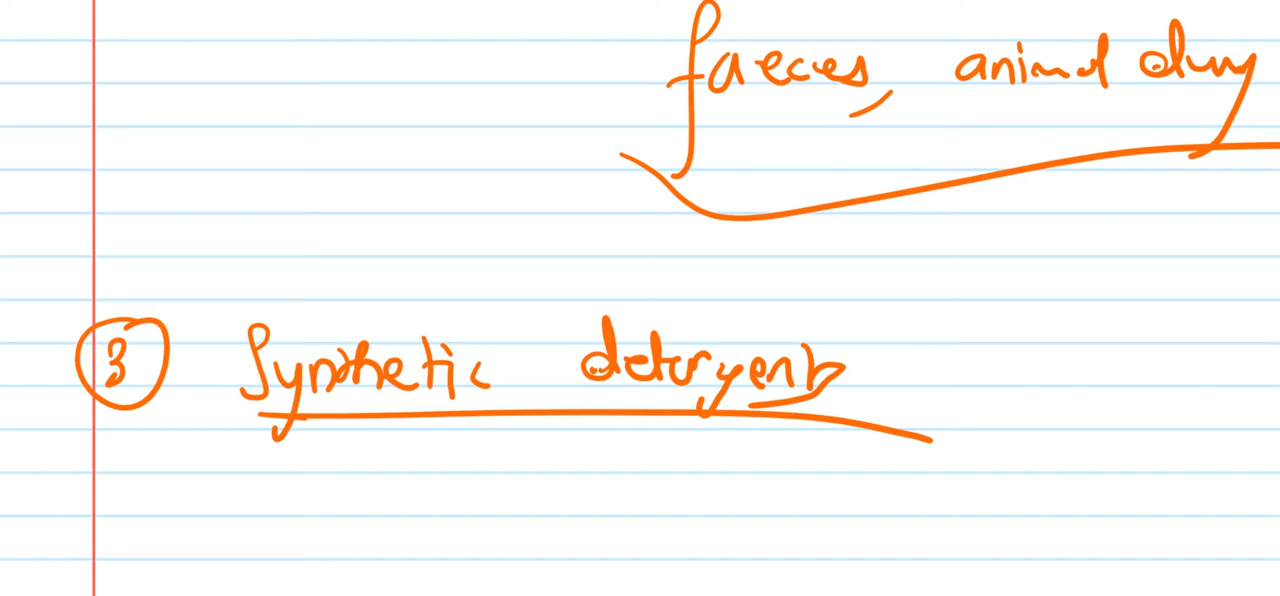 faeces, animal dung
③ Synthetic detergents